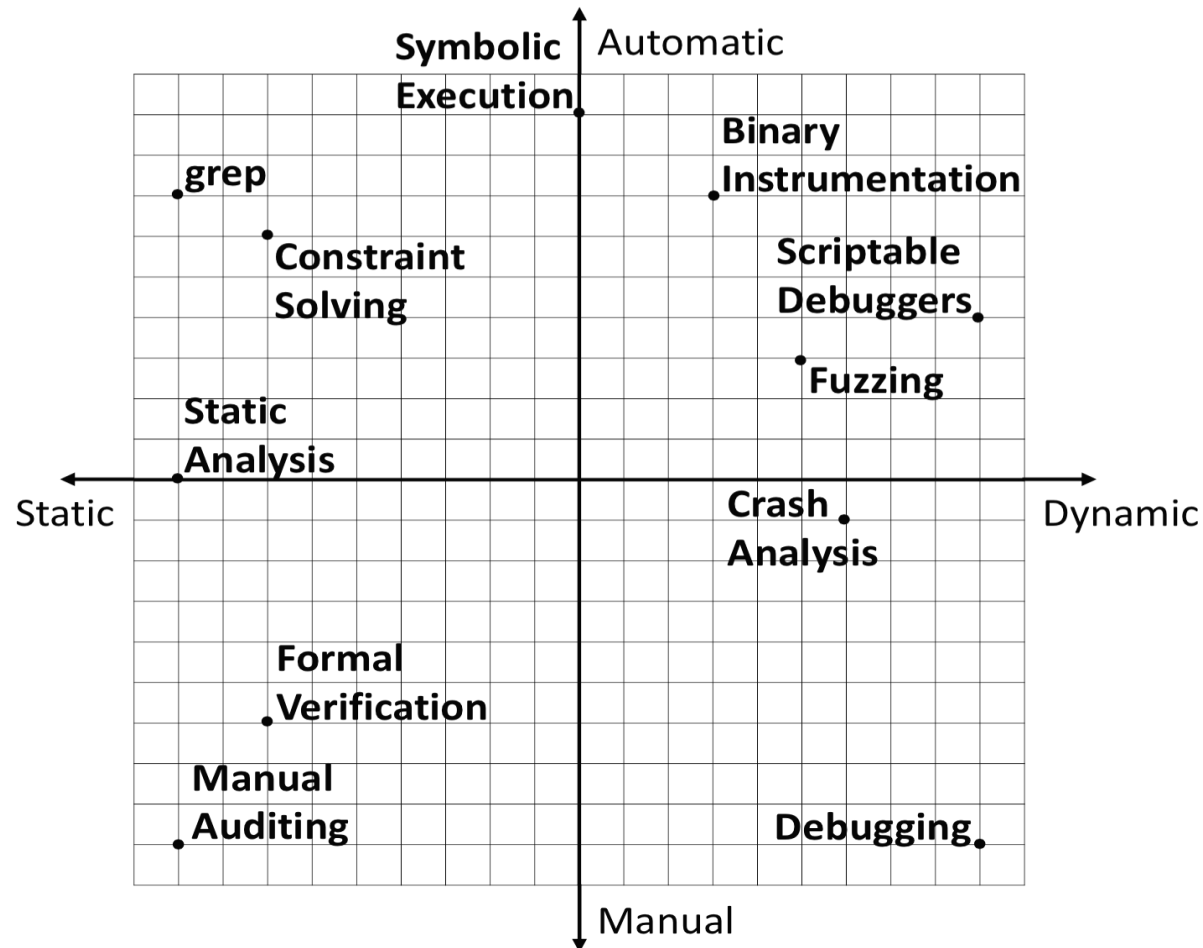 Symbolic
Execution
Automatic
Binary
Instrumentation
grep
Constraint
Solving
Scriptable
Debuggers
Fuzzing
Static
Analysis
Static
Dynamic
Crash
Analysis
Formal
Verification
Manual
Auditing
Debugging
Manual